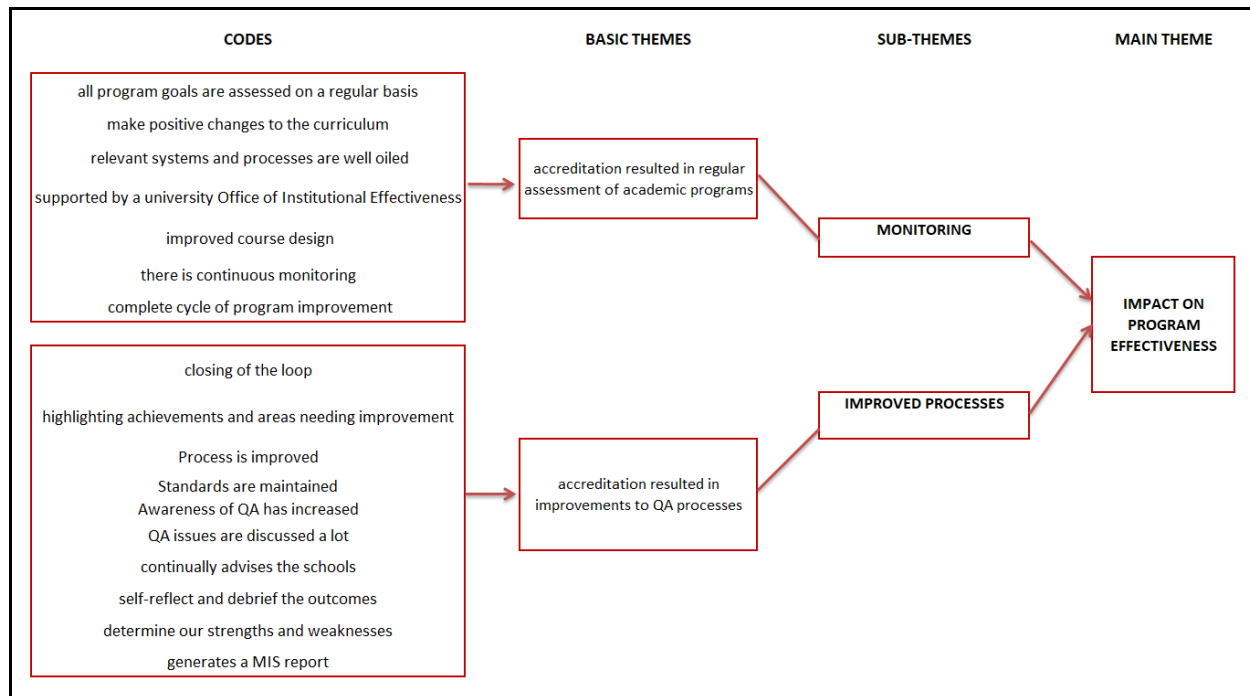 CODES
BASIC THEMES
SUB-THEMES
MAIN THEME
all program goals are assessed on a regular basis
make positive changes to the curriculum
relevant systems and processes are well oiled
supported by a university Office of Institutional Effectiveness
improved course design
there is continuous monitoring
complete cycle of program improvement
accreditation resulted in regular
assessment of academic programs
MONITORING
IMPACT ON
PROGRAM
EFFECTIVENESS
closing of the loop
highlighting achievements and areas needing improvement
Process is improved
Standards are maintained
Awareness of QA has increased
QA issues are discussed a lot
continually advises the schools
self-reflect and debrief the outcomes
determine our strengths and weaknesses
generates a MIS report
accreditation resulted in
improvements to QA processes
IMPROVED PROCESSES